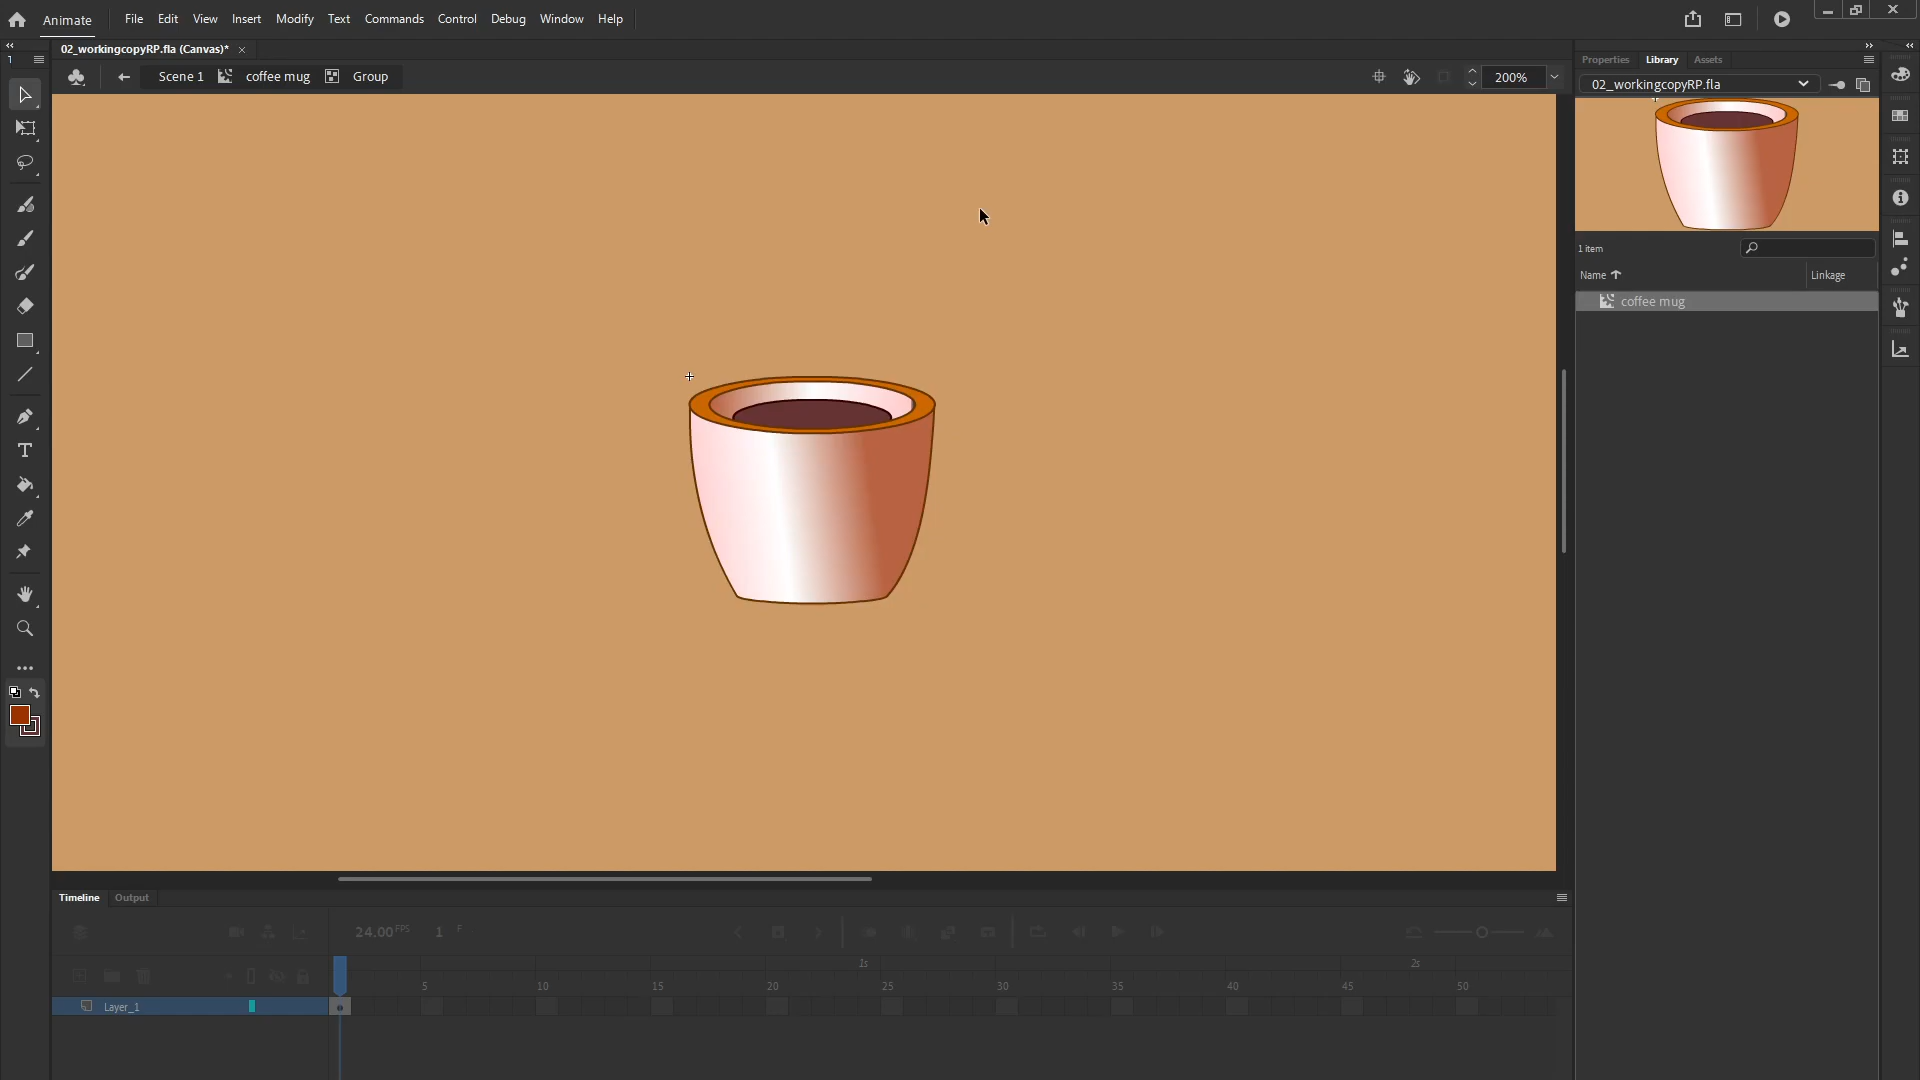 Animate File Edit View Insert Modify Text Commands Control Debug Window Help
02_workingcopyRP.fla (Canvas)*
1
Scene 1 coffee mug Group 200%
Properties Library Assets
02_workingcopyRP.fla
1 item
Name Linkage
coffee mug
T
Timeline Output
24.00 FPS 1 F
1s 2s
5 10 15 20 25 30 35 40 45 50
Layer_1